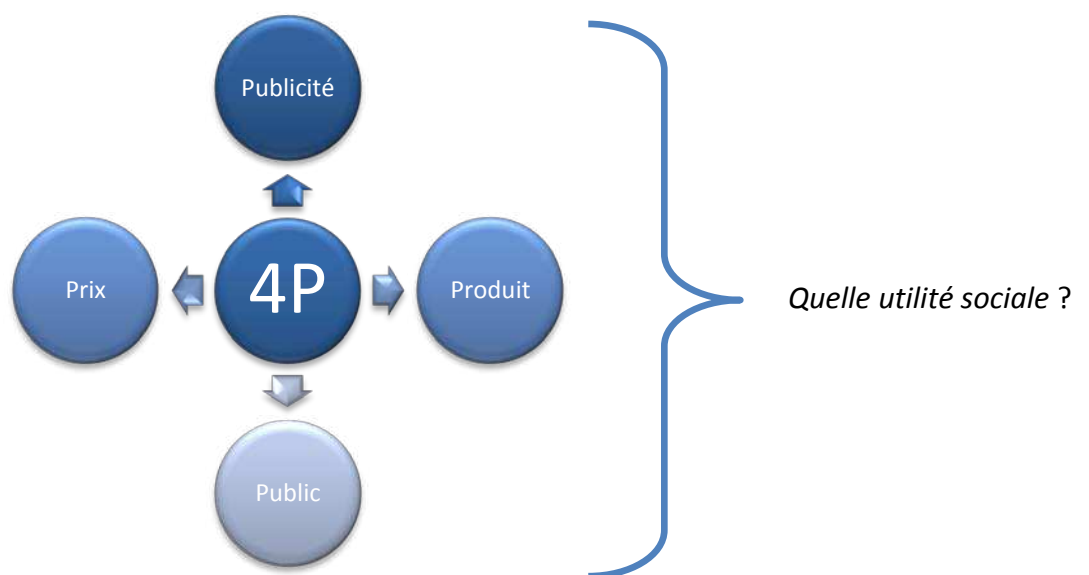 Publicité
Prix
4P
Produit
Quelle utilité sociale ?
Public